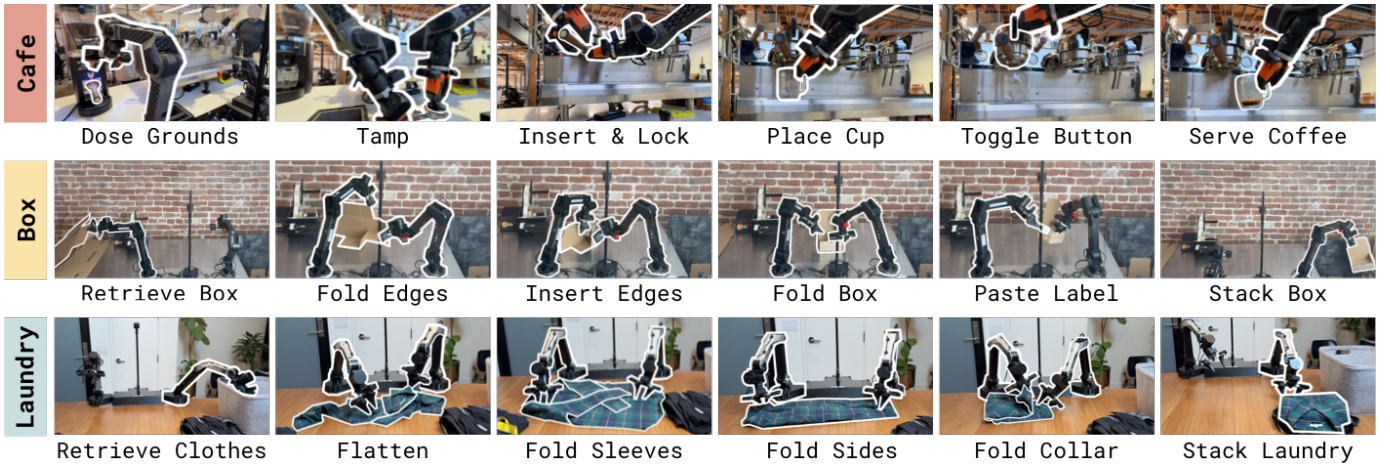 Cafe
Dose Grounds
Tamp
Insert & Lock
Place Cup
Toggle Button
Serve Coffee
Box
Retrieve Box
Fold Edges
Insert Edges
Fold Box
Paste Label
Stack Box
Laundry
Retrieve Clothes
Flatten
Fold Sleeves
Fold Sides
Fold Collar
Stack Laundry